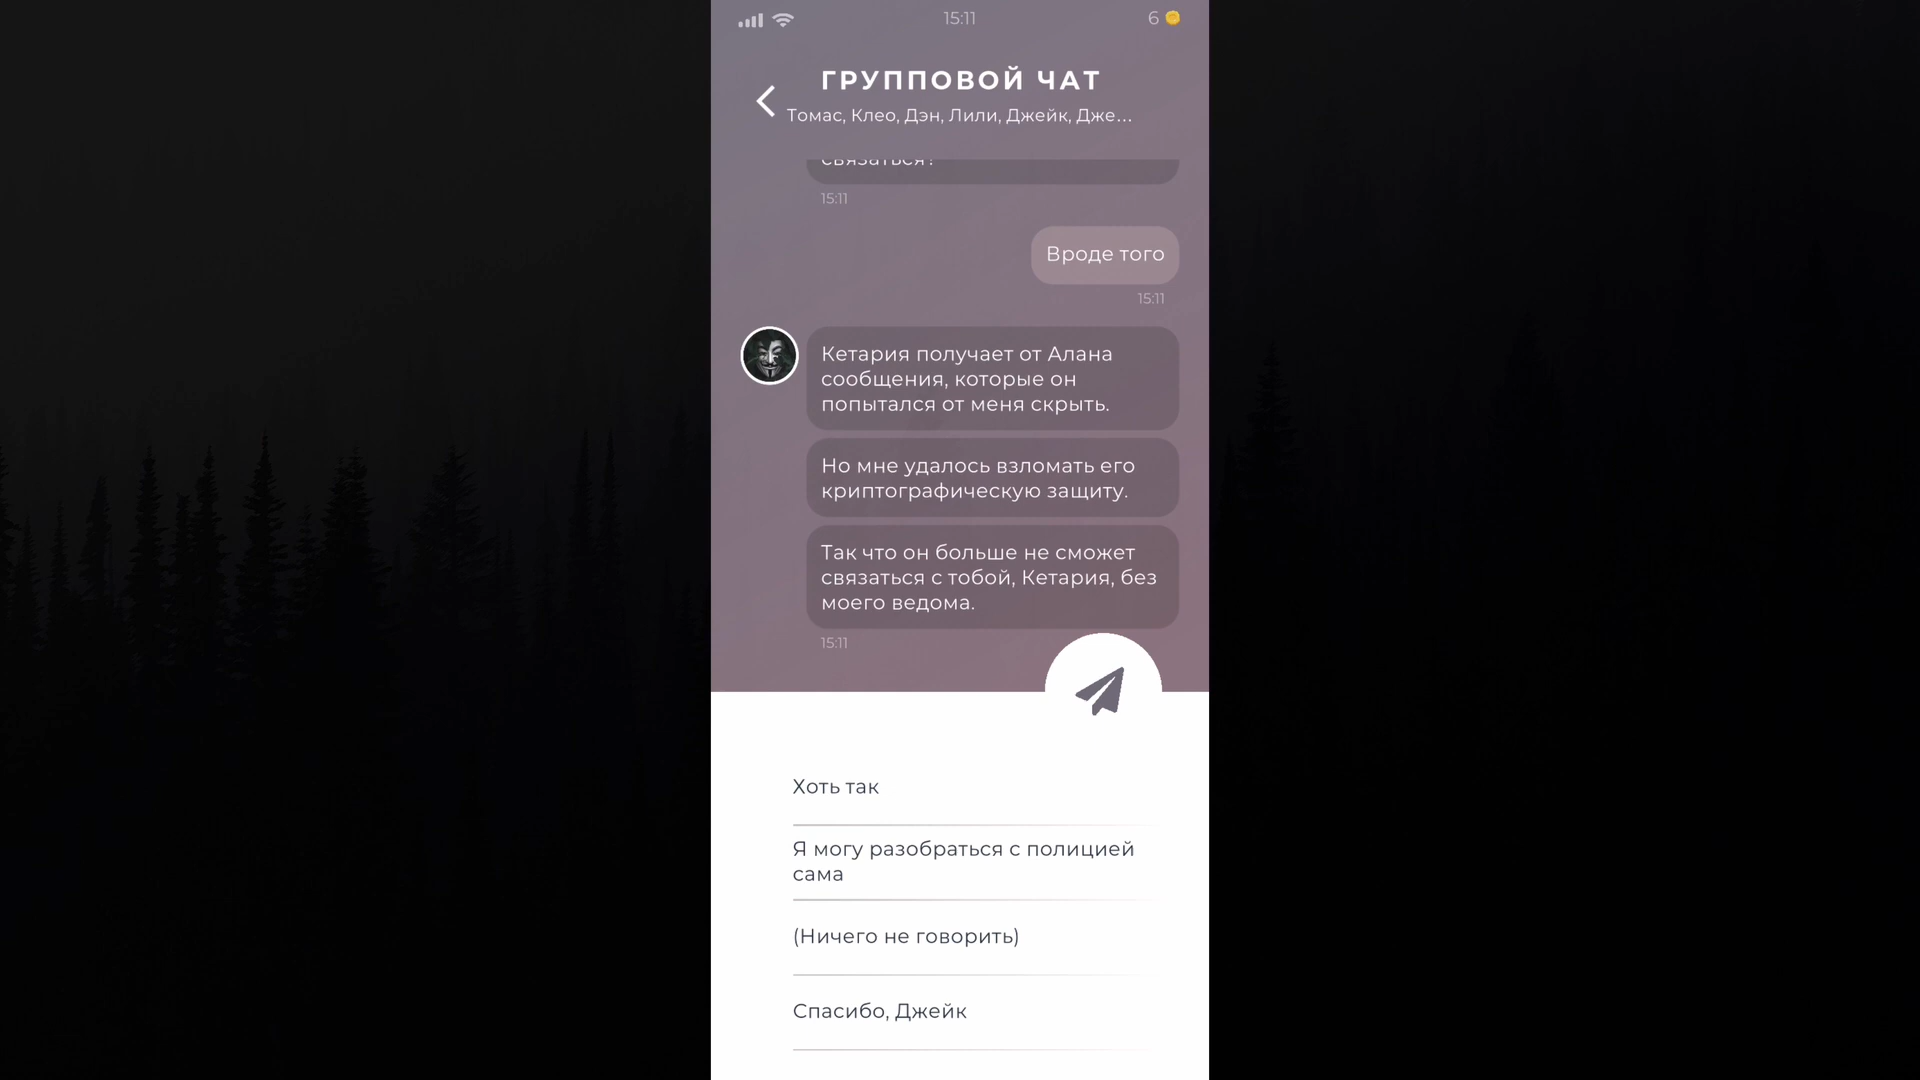 15:11
6
ГРУППОВОЙ ЧАТ
Томас, Клео, Дэн, Лили, Джейк, Дже...
связаться?
15:11
Вроде того
15:11
Кетария получает от Алана
сообщения, которые он
попытался от меня скрыть.
Но мне удалось взломать его
криптографическую защиту.
Так что он больше не сможет
связаться с тобой, Кетария, без
моего ведома.
15:11
Хоть так
Я могу разобраться с полицией
сама
(Ничего не говорить)
Спасибо, Джейк